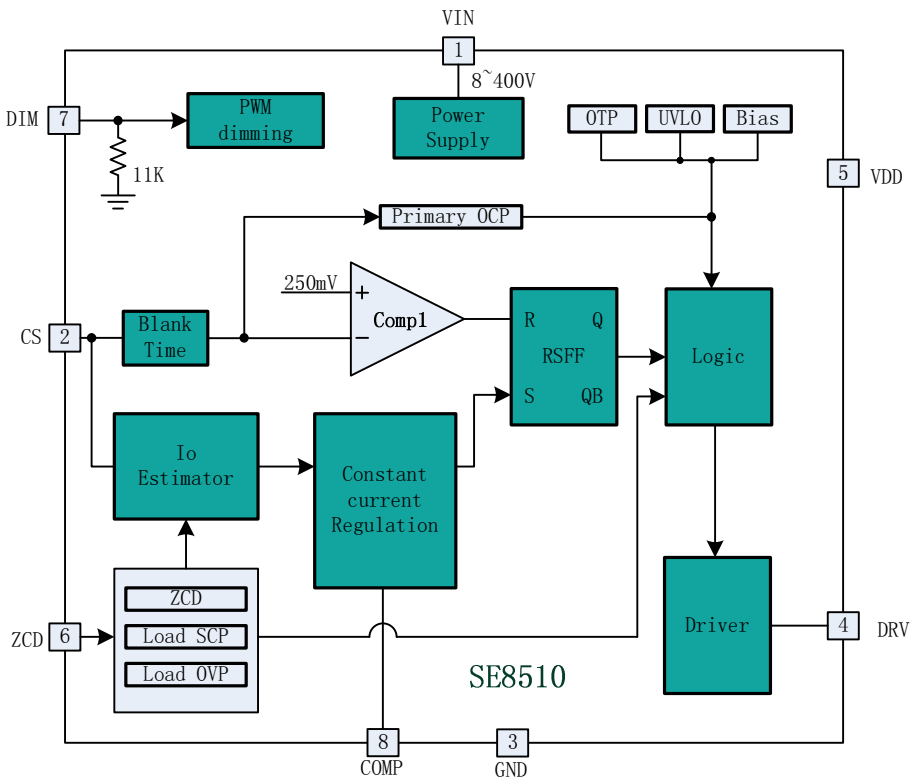 VIN
1
8~400V
DIM
7
PWM
dimming
11K
Power
Supply
OTP
UVLO
Bias
5
VDD
Primary OCP
250mV
+
Comp1
−
CS
2
Blank
Time
R
Q
RSFF
S
QB
Logic
Io
Estimator
Constant
current
Regulation
ZCD
6
ZCD
Load SCP
Load OVP
Driver
4
DRV
SE8510
8
COMP
3
GND